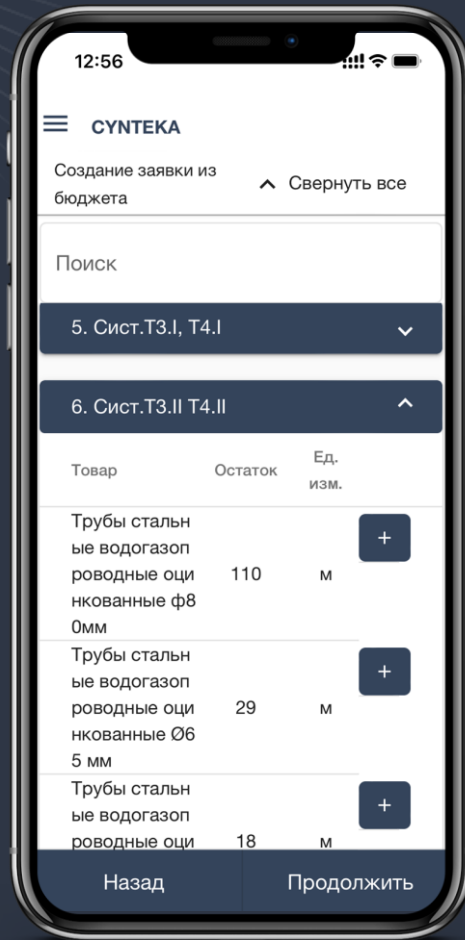 12:56
CYNTEKA
Создание заявки из
бюджета
Свернуть все
Поиск
5. Сист.Т3.I, Т4.I
6. Сист.Т3.II Т4.II
Товар Остаток Ед.
изм.
Трубы стальн
ые водогазоп
роводные оци 110 м +
нкованные ф8
0мм
Трубы стальн
ые водогазоп
роводные оци 29 м +
нкованные Ø6
5 мм
Трубы стальн
ые водогазоп
роводные оци 18 м +
Назад Продолжить